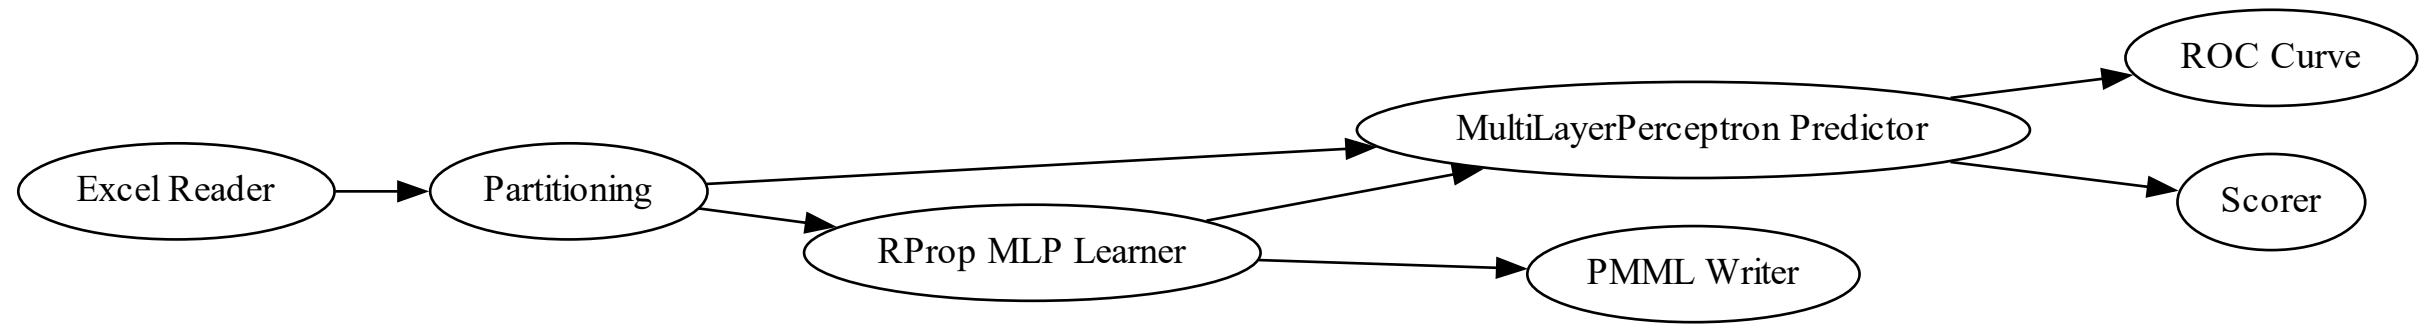 Excel Reader
Partitioning
RProp MLP Learner
MultiLayerPerceptron Predictor
PMML Writer
ROC Curve
Scorer